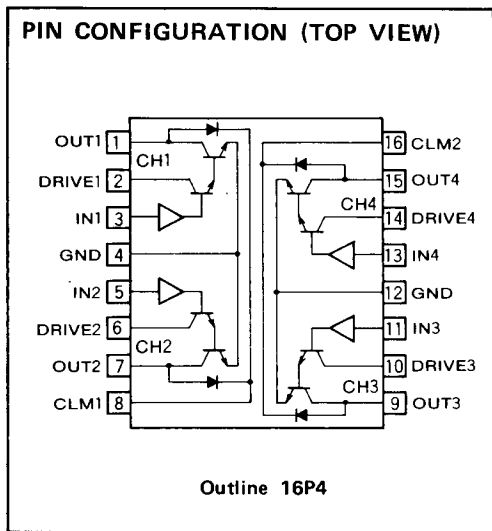 PIN CONFIGURATION (TOP VIEW)
OUT1 1
DRIVE1 2
IN1 3
GND 4
IN2 5
DRIVE2 6
OUT2 7
CLM1 8
CH1
CH2
16 CLM2
15 OUT4
14 DRIVE4
13 IN4
12 GND
11 IN3
10 DRIVE3
9 OUT3
CH4
CH3
Outline 16P4